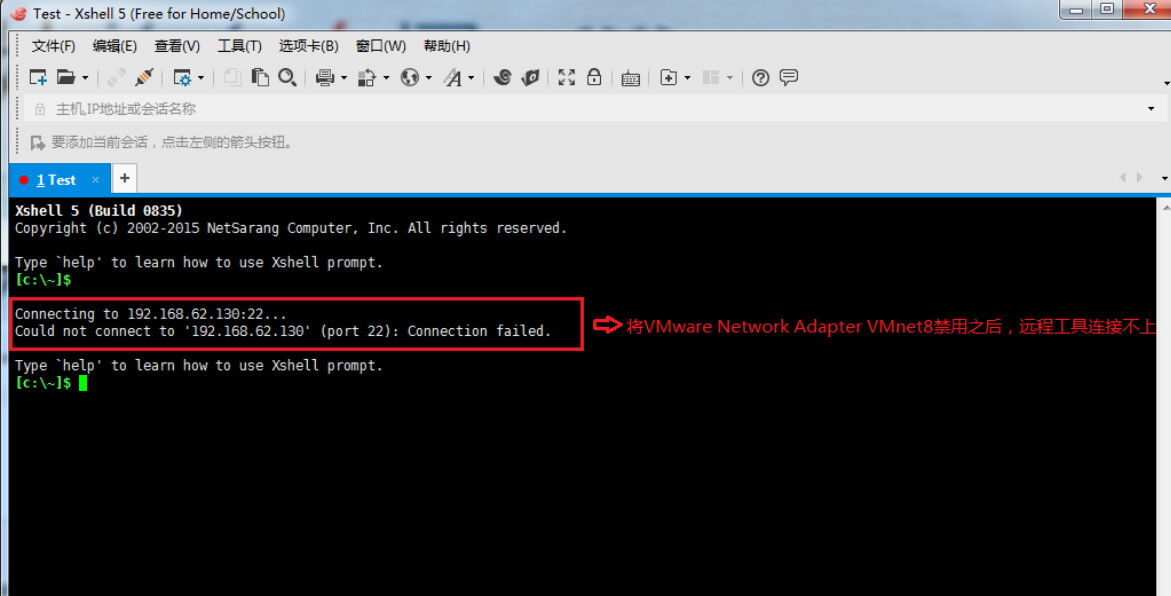 Test - Xshell 5 (Free for Home/School)
文件(F) 编辑(E) 查看(V) 工具(T) 选项卡(B) 窗口(W) 帮助(H)
主机,IP地址或会话名称
要添加当前会话，点击左侧的箭头按钮。
1 Test × +
Xshell 5 (Build 0835)
Copyright (c) 2002-2015 NetSarang Computer, Inc. All rights reserved.
Type `help' to learn how to use Xshell prompt.
[c:\~]$
Connecting to 192.168.62.130:22...
Could not connect to '192.168.62.130' (port 22): Connection failed.
将VMware Network Adapter VMnet8禁用之后，远程工具连接不上
Type `help' to learn how to use Xshell prompt.
[c:\~]$